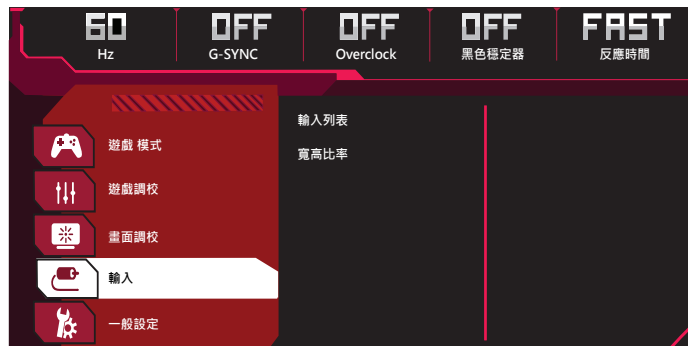 60 OFF OFF OFF FAST
Hz G-SYNC Overclock 黑色穩定器 反應時間
輸入列表
遊戲 模式
寬高比率
遊戲調校
畫面調校
輸入
一般設定